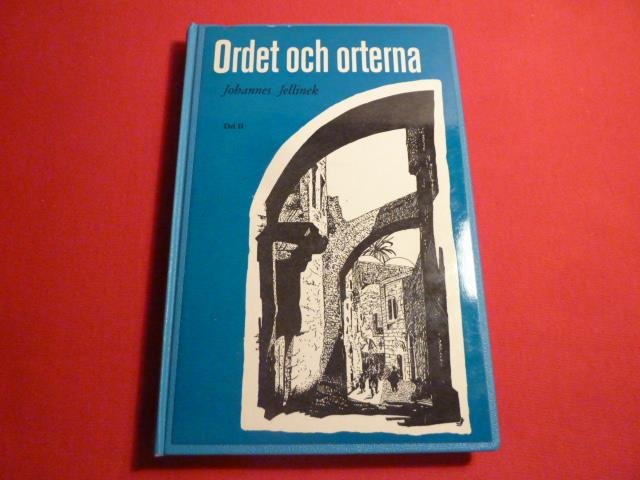 Ordet och orterna
Johannes Jellinek
Del II